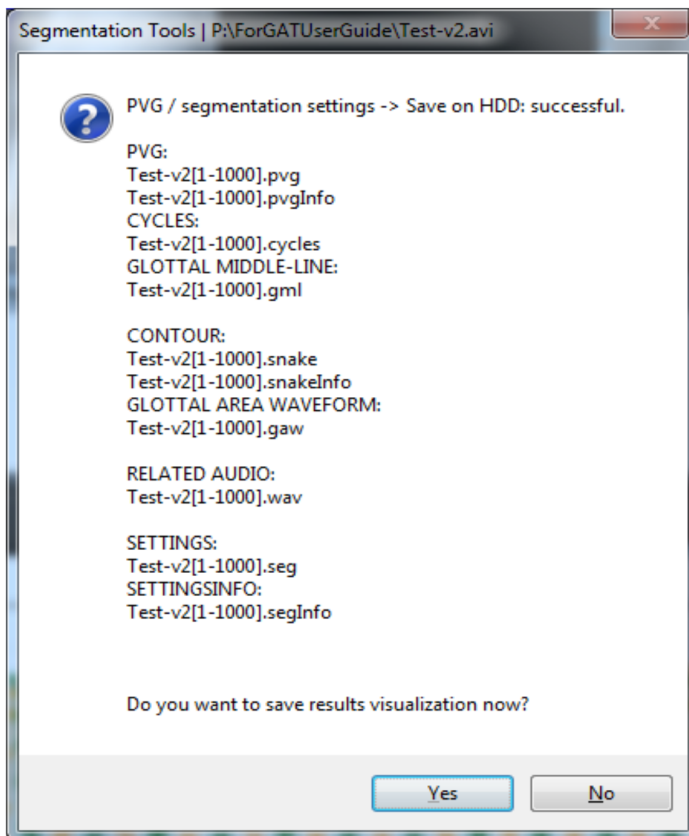 Segmentation Tools | P:\ForGATUserGuide\Test-v2.avi
PVG / segmentation settings -> Save on HDD: successful.
PVG:
Test-v2[1-1000].pvg
Test-v2[1-1000].pvgInfo
CYCLES:
Test-v2[1-1000].cycles
GLOTTAL MIDDLE-LINE:
Test-v2[1-1000].gml
CONTOUR:
Test-v2[1-1000].snake
Test-v2[1-1000].snakeInfo
GLOTTAL AREA WAVEFORM:
Test-v2[1-1000].gaw
RELATED AUDIO:
Test-v2[1-1000].wav
SETTINGS:
Test-v2[1-1000].seg
SETTINGSINFO:
Test-v2[1-1000].segInfo
Do you want to save results visualization now?
Yes
No